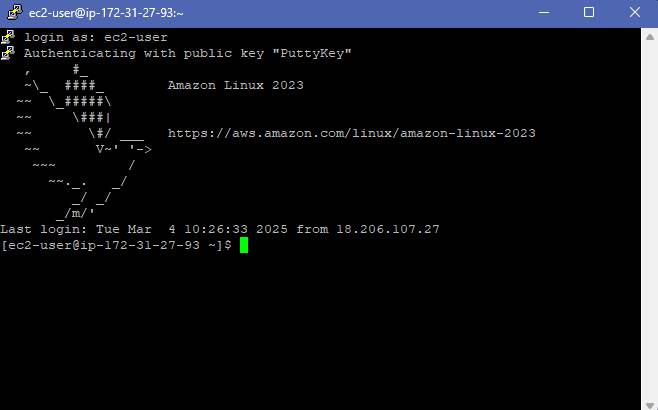 ec2-user@ip-172-31-27-93:~
login as: ec2-user
Authenticating with public key "PuttyKey"
   ,     #_
   ~\_  ####_        Amazon Linux 2023
  ~~  \_#####\
  ~~     \###|
  ~~       \#/ ___   https://aws.amazon.com/linux/amazon-linux-2023
   ~~       V~' '->
    ~~~         /
      ~~._.   _/
         _/ _/
       _/m/'
Last login: Tue Mar  4 10:26:33 2025 from 18.206.107.27
[ec2-user@ip-172-31-27-93 ~]$